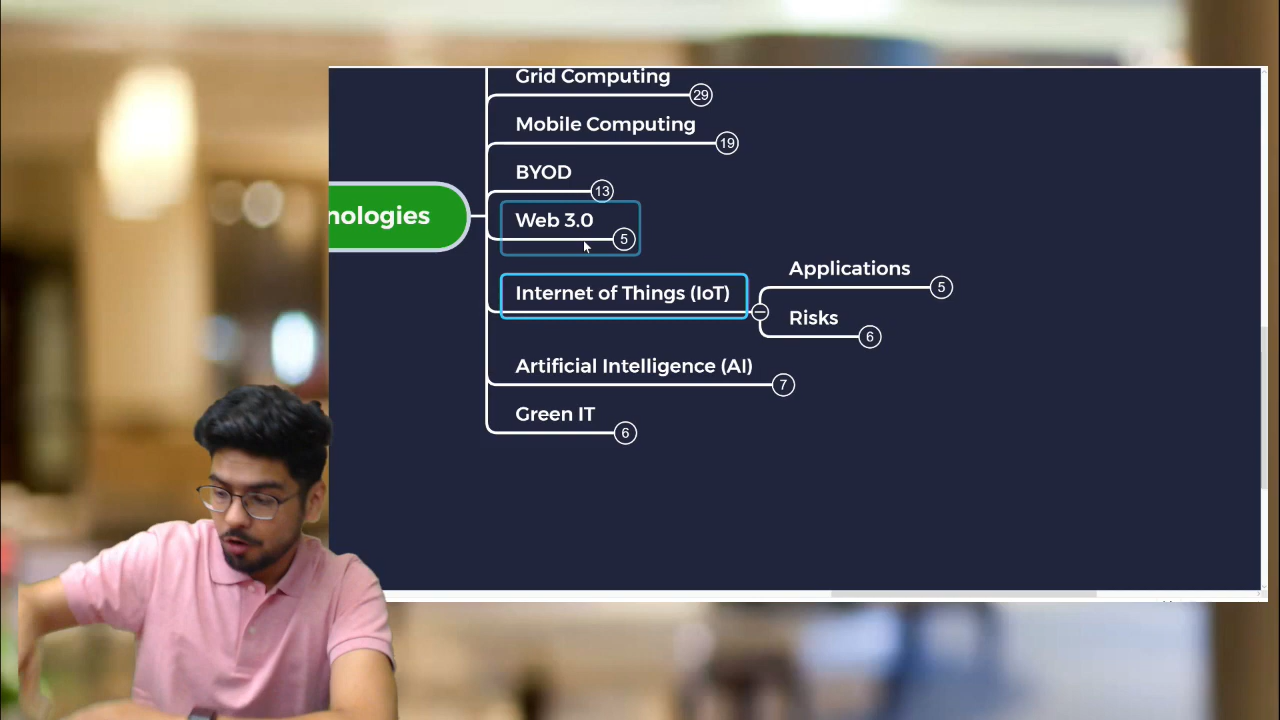 Grid Computing
29
Mobile Computing
19
BYOD
13
nologies
Web 3.0
5
Applications
5
Internet of Things (IoT)
Risks
6
Artificial Intelligence (AI)
7
Green IT
6